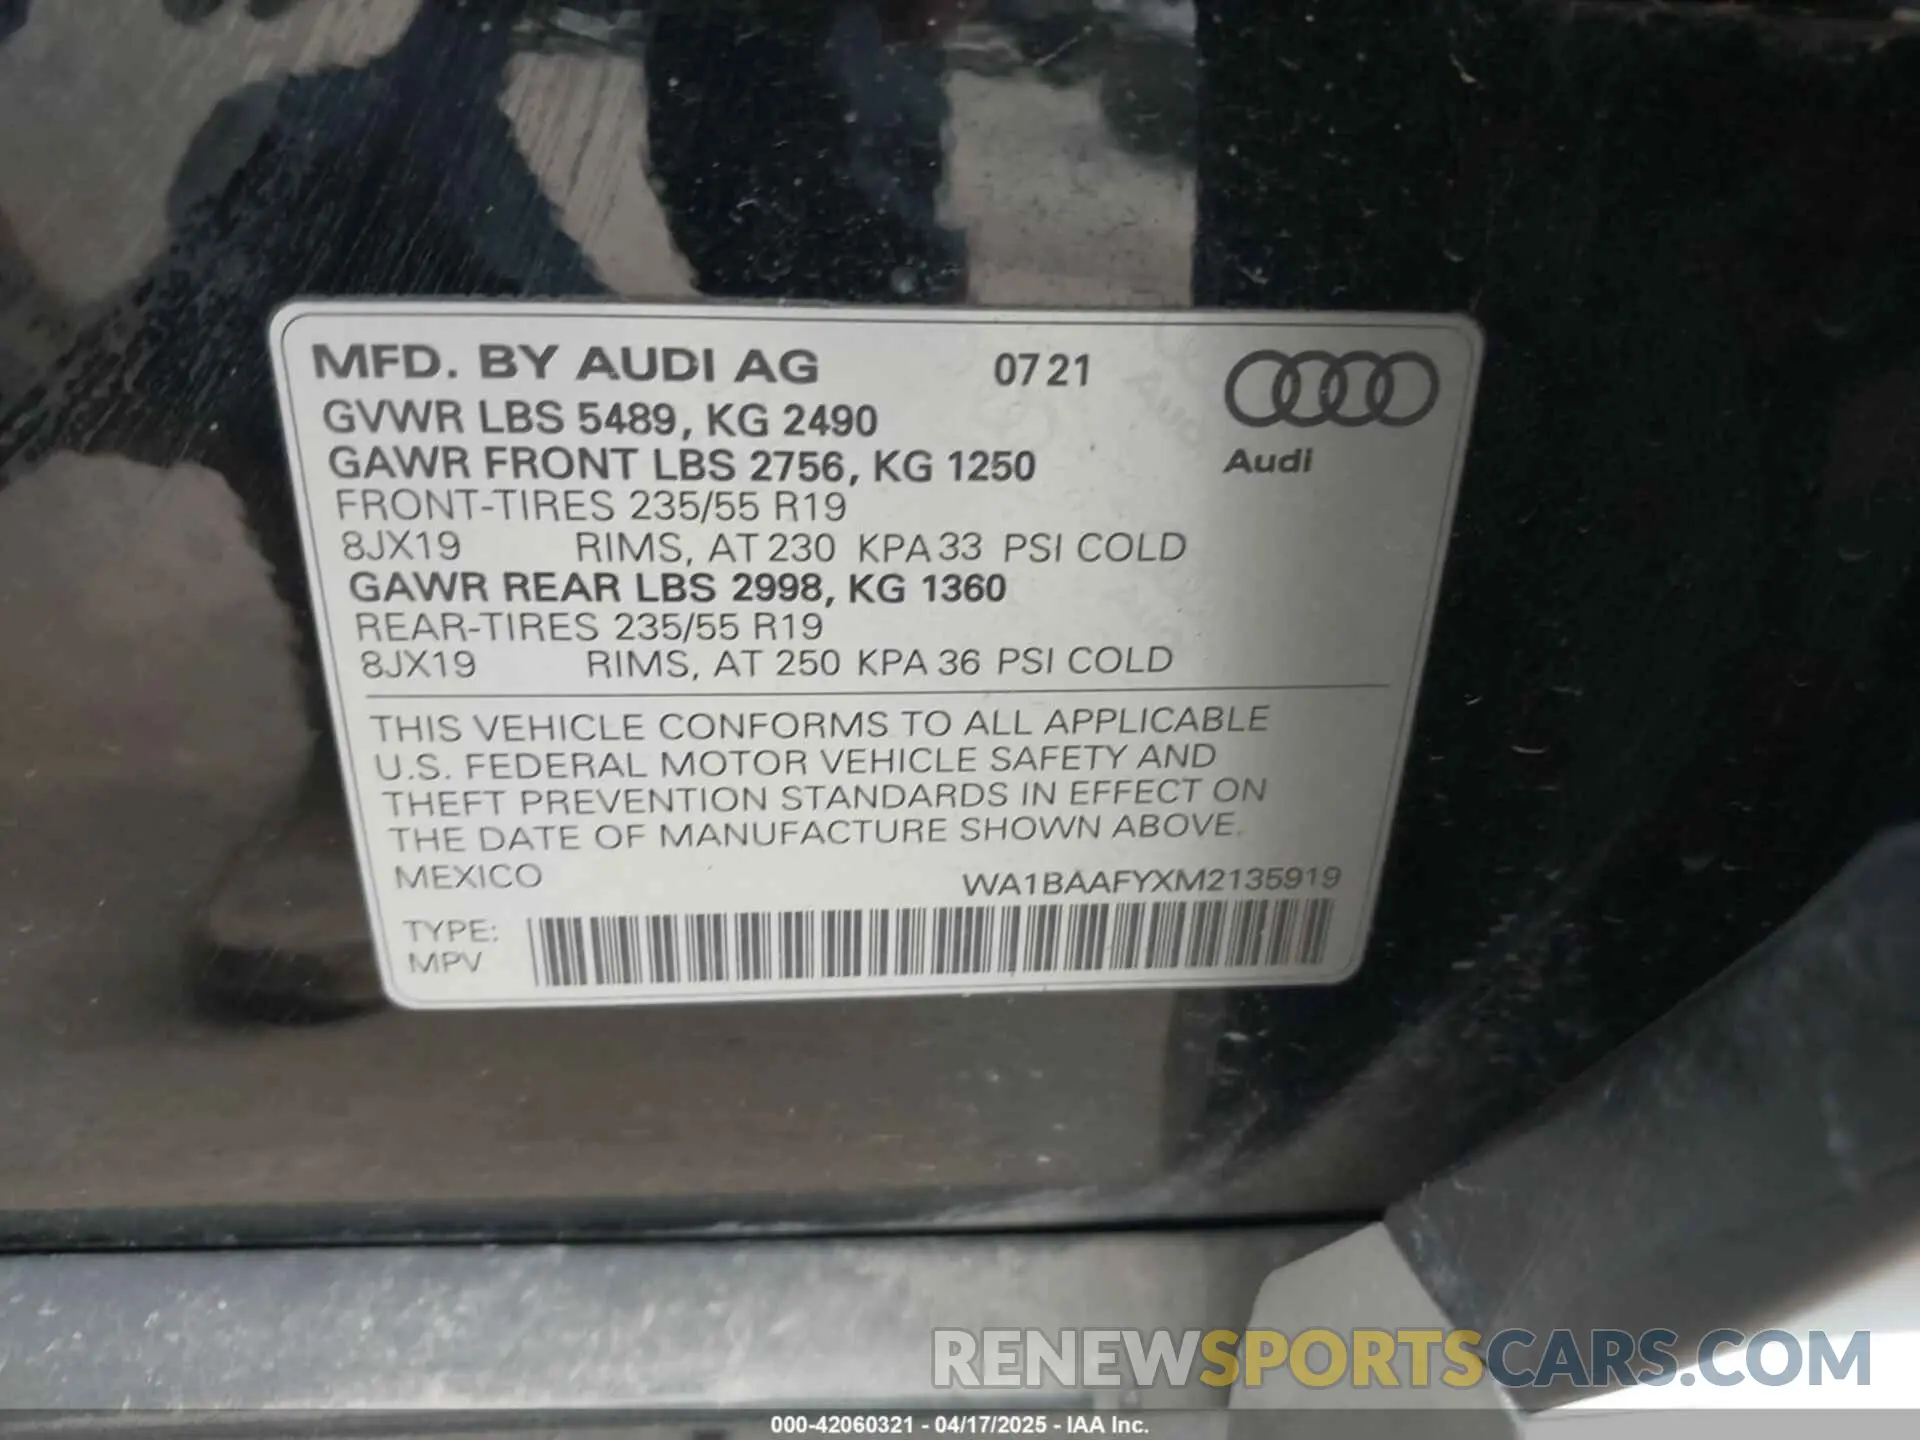 MFD. BY AUDI AG 07 21
GVWR LBS 5489, KG 2490
GAWR FRONT LBS 2756, KG 1250
Audi
FRONT-TIRES 235/55 R19
8JX19 RIMS, AT 230 KPA 33 PSI COLD
GAWR REAR LBS 2998, KG 1360
REAR-TIRES 235/55 R19
8JX19 RIMS, AT 250 KPA 36 PSI COLD
THIS VEHICLE CONFORMS TO ALL APPLICABLE
U.S. FEDERAL MOTOR VEHICLE SAFETY AND
THEFT PREVENTION STANDARDS IN EFFECT ON
THE DATE OF MANUFACTURE SHOWN ABOVE.
MEXICO WA1BAAFYXM2135919
TYPE:
MPV
RENEWSPORTSCARS.COM
000-42060321 - 04/17/2025 - IAA Inc.